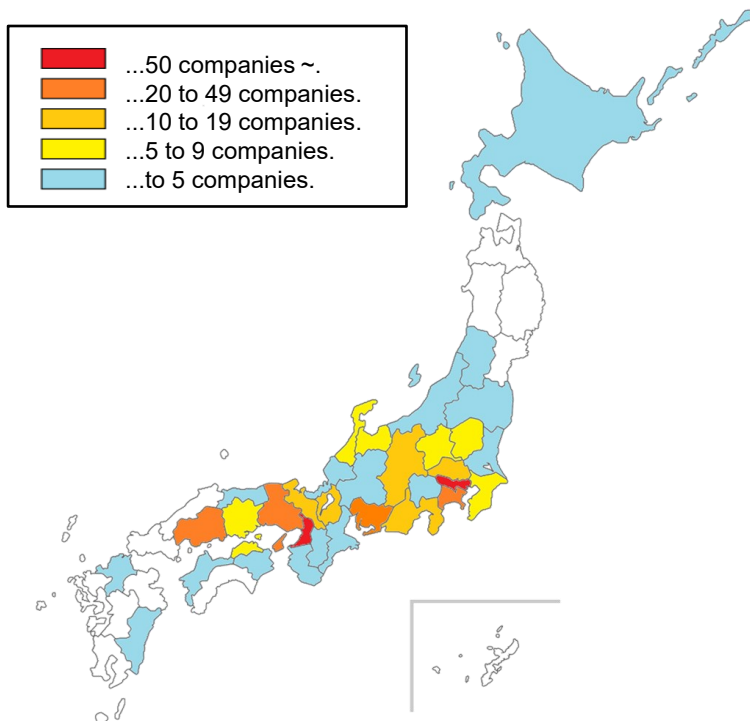 ...50 companies ~.
...20 to 49 companies.
...10 to 19 companies.
...5 to 9 companies.
...to 5 companies.